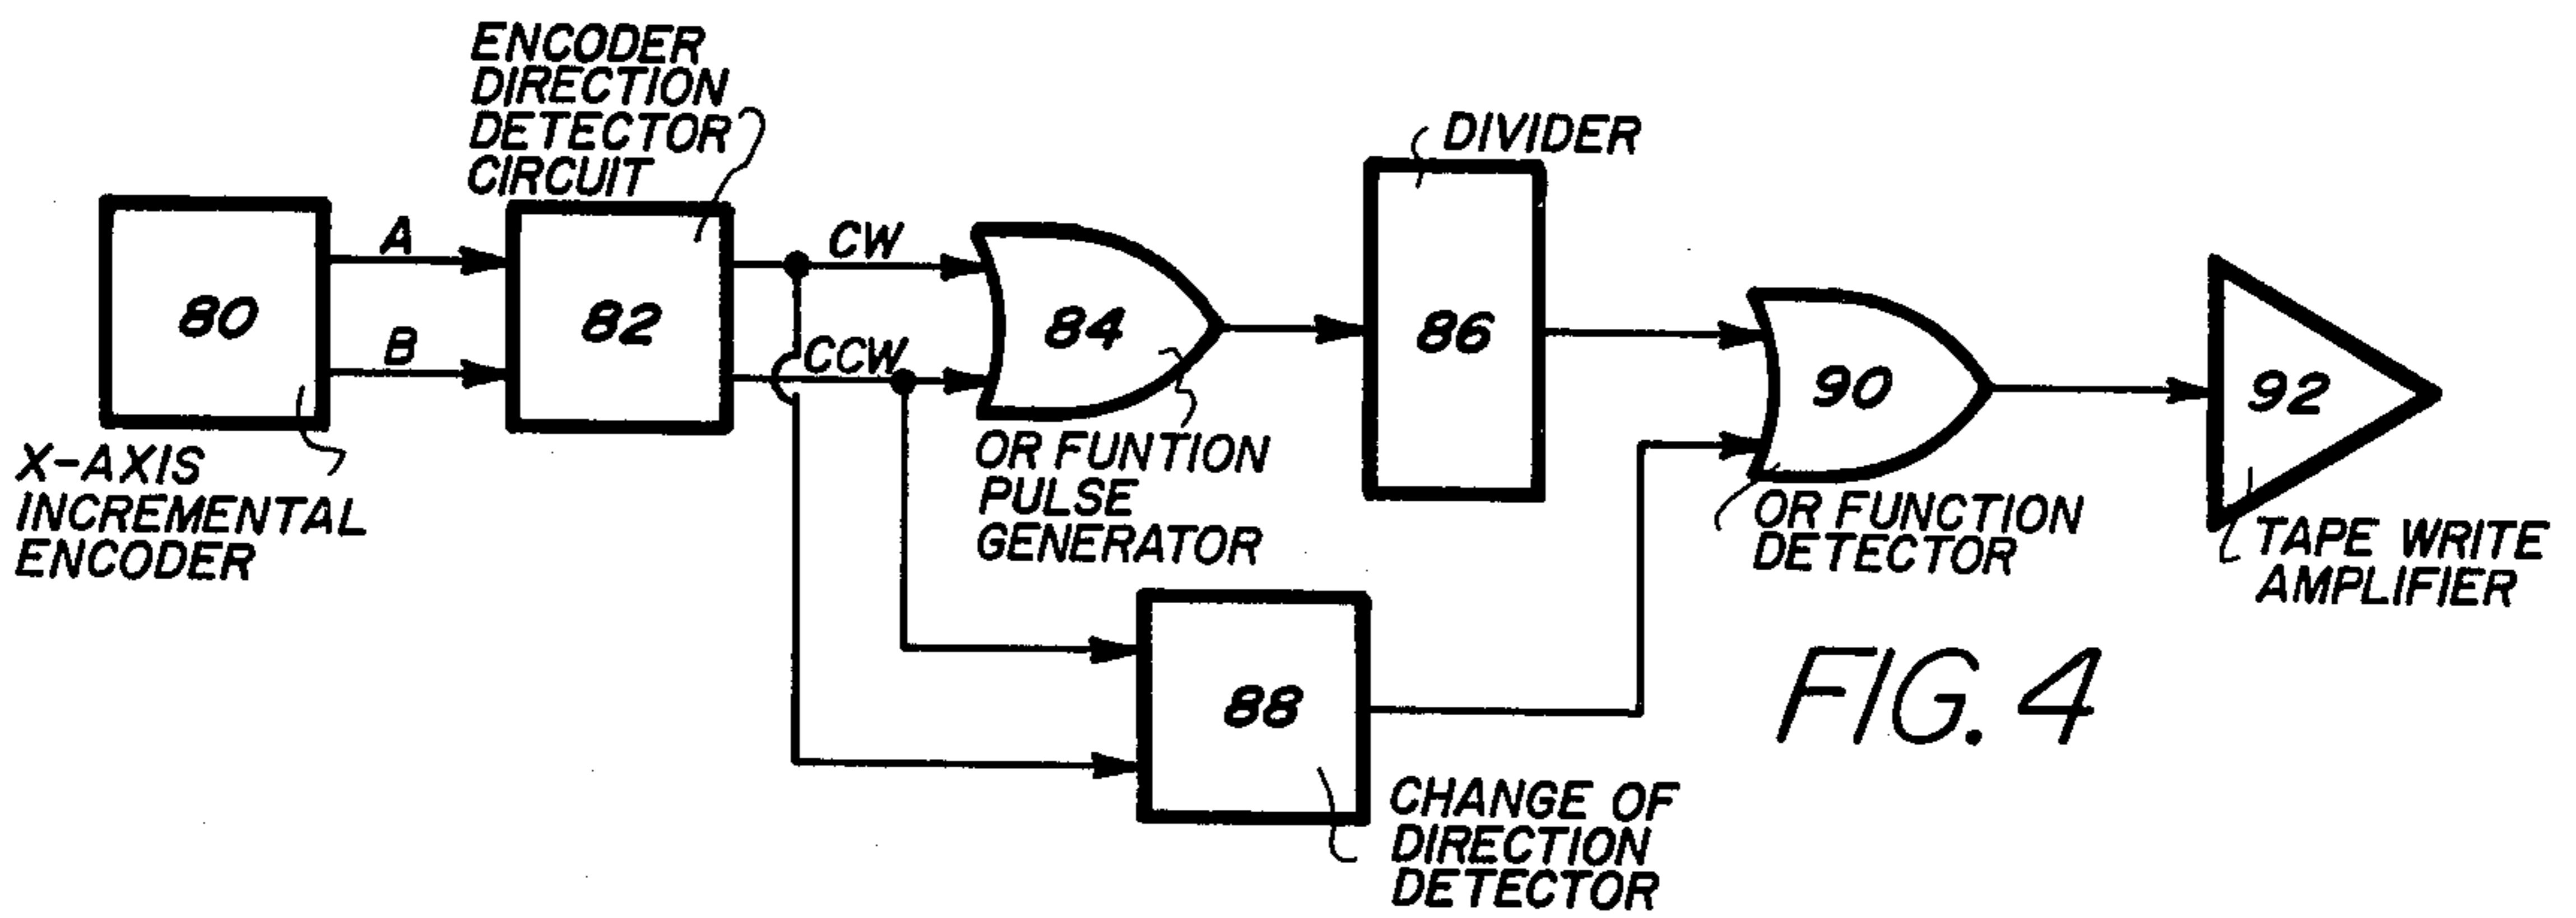 ENCODER
DIRECTION
DETECTOR
CIRCUIT
DIVIDER
A
B
CW
CCW
80
82
84
86
90
92
X-AXIS
INCREMENTAL
ENCODER
OR FUNTION
PULSE
GENERATOR
OR FUNCTION
DETECTOR
TAPE WRITE
AMPLIFIER
88
CHANGE OF
DIRECTION
DETECTOR
FIG. 4